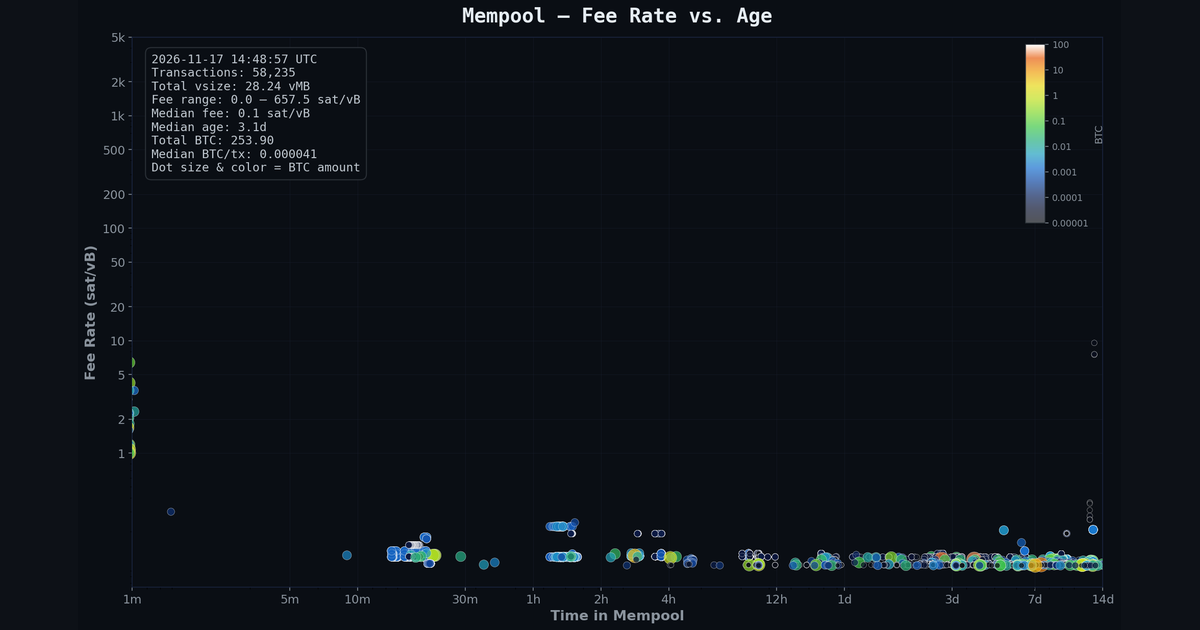 Mempool — Fee Rate vs. Age
2026-11-17 14:48:57 UTC
Transactions: 58,235
Total vsize: 28.24 vMB
Fee range: 0.0 – 657.5 sat/vB
Median fee: 0.1 sat/vB
Median age: 3.1d
Total BTC: 253.90
Median BTC/tx: 0.000041
Dot size & color = BTC amount
5k
2k
1k
500
200
100
50
20
10
5
2
1
Fee Rate (sat/vB)
100
10
1
0.1
0.01
0.001
0.0001
0.00001
BTC
1m 5m 10m 30m 1h 2h 4h 12h 1d 3d 7d 14d
Time in Mempool